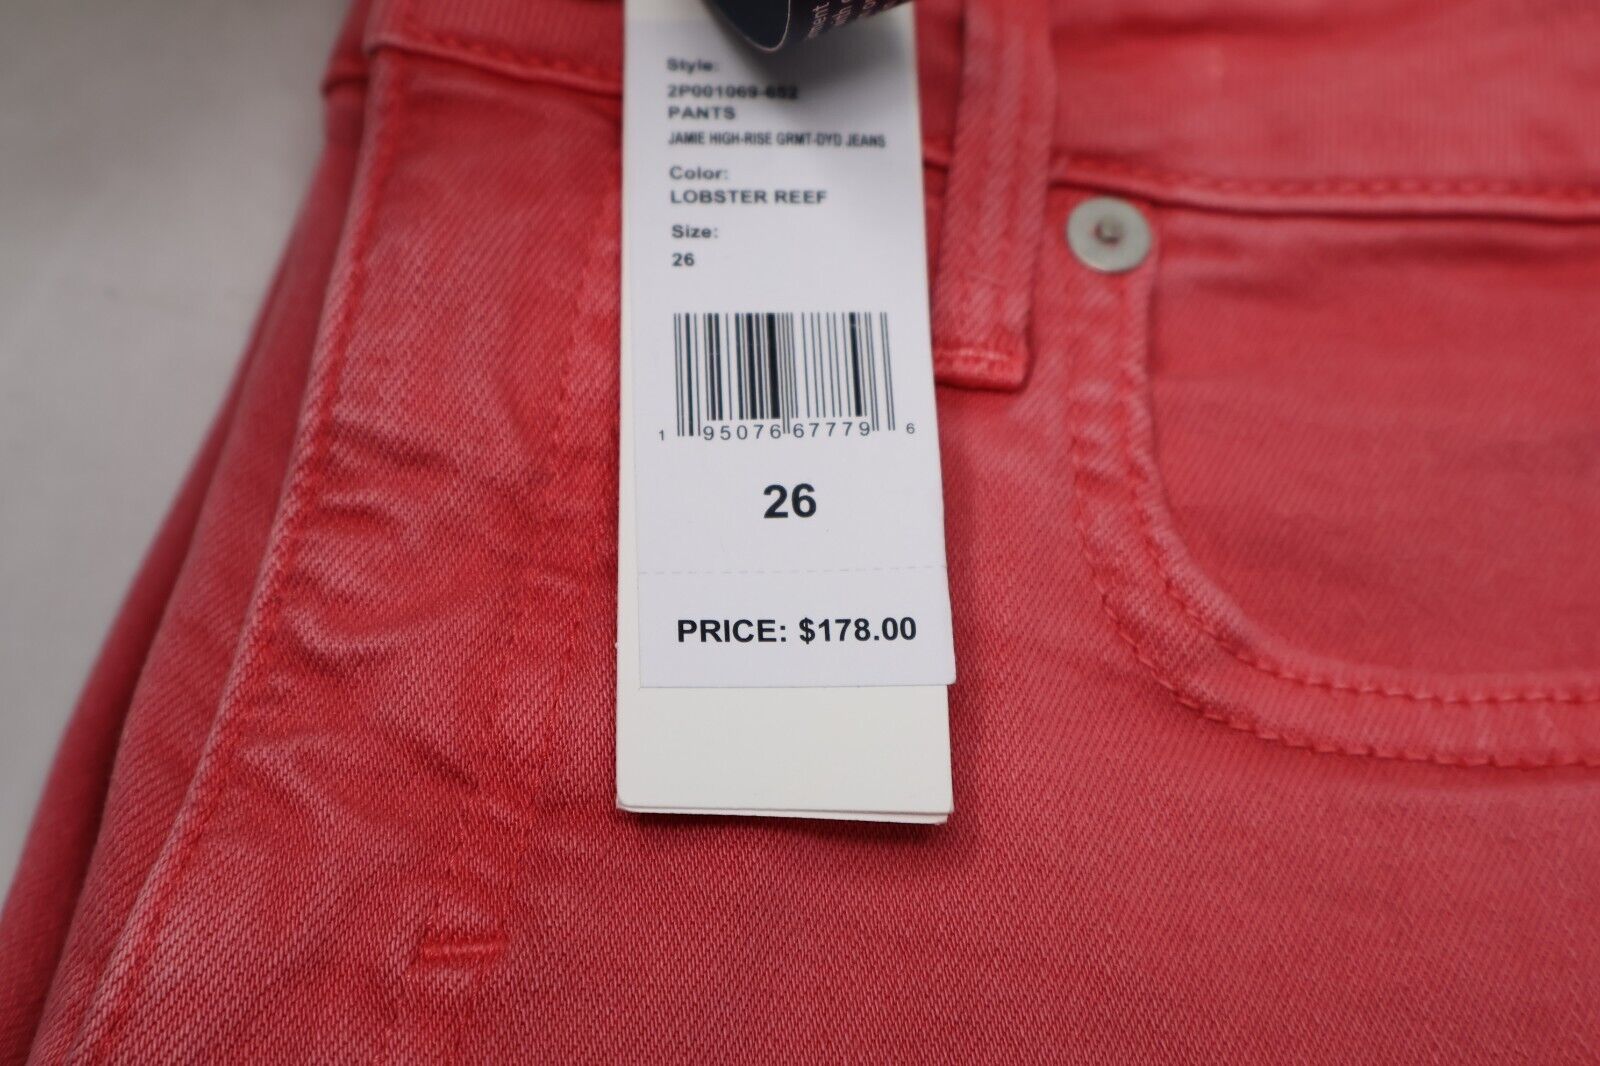 Style:
2P001069-652
PANTS
JAMIE HIGH-RISE GRMT-DYD JEANS
Color:
LOBSTER REEF
Size:
26
1 95076 67779 6
26
PRICE: $178.00